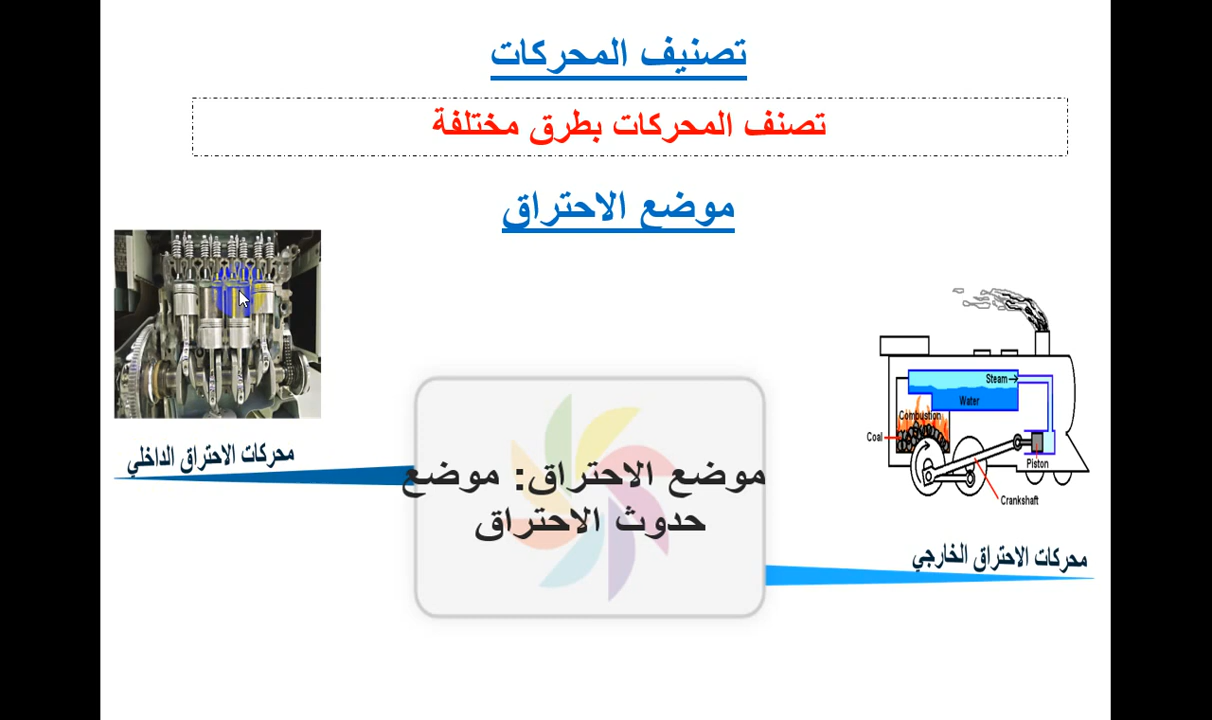 تصنيف المحركات
تصنف المحركات بطرق مختلفة
موضع الاحتراق
Steam
Water
Combustion
Coal
Piston
Crankshaft
محركات الاحتراق الداخلي
موضع الاحتراق: موضع
حدوث الاحتراق
محركات الاحتراق الخارجي